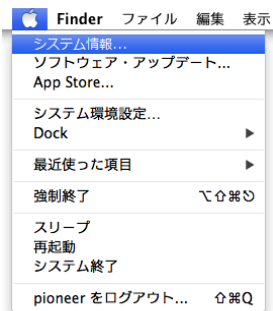 Finder ファイル 編集 表示
システム情報...
ソフトウェア・アップデート...
App Store...
システム環境設定...
Dock ▶
最近使った項目 ▶
強制終了 ⌥⇧⌘⎋
スリープ
再起動
システム終了
pioneer をログアウト... ⇧⌘Q